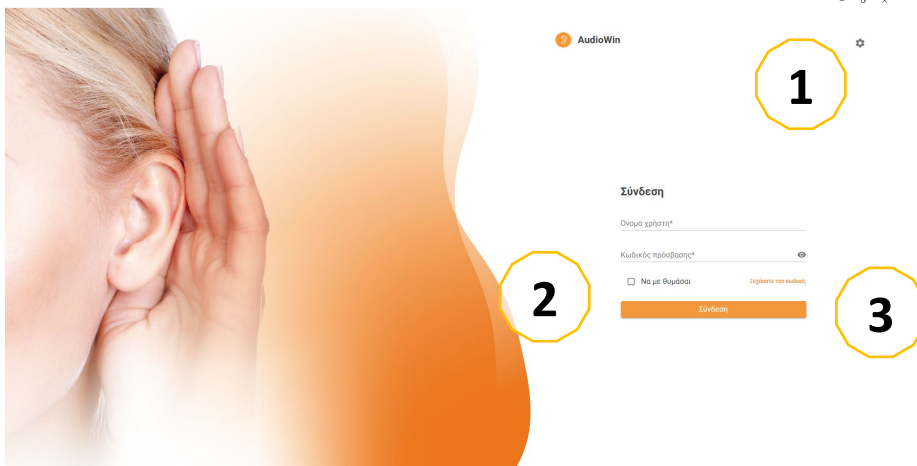 AudioWin
1
Σύνδεση
Όνομα χρήστη*
Κωδικός πρόσβασης*
2
Να με θυμάσαι
Ξεχάσατε τον κωδικό;
3
Σύνδεση